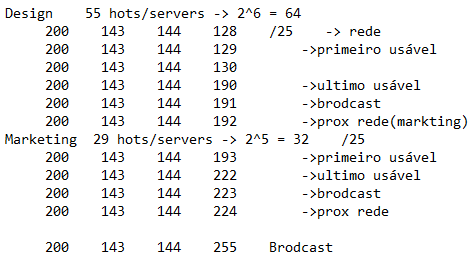 Design    55 hots/servers -> 2^6 = 64
200    143    144    128    /25    -> rede
200    143    144    129    ->primeiro usável
200    143    144    130
200    143    144    190    ->ultimo usável
200    143    144    191    ->brodcast
200    143    144    192    ->prox rede(markting)
Marketing  29 hots/servers -> 2^5 = 32    /25
200    143    144    193    ->primeiro usável
200    143    144    222    ->ultimo usável
200    143    144    223    ->brodcast
200    143    144    224    ->prox rede
200    143    144    255    Brodcast